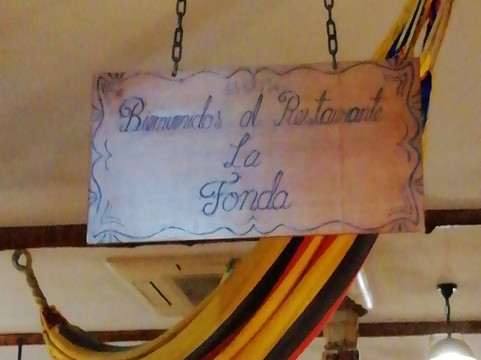 Bienvenidos al Restaurante
La
Fonda